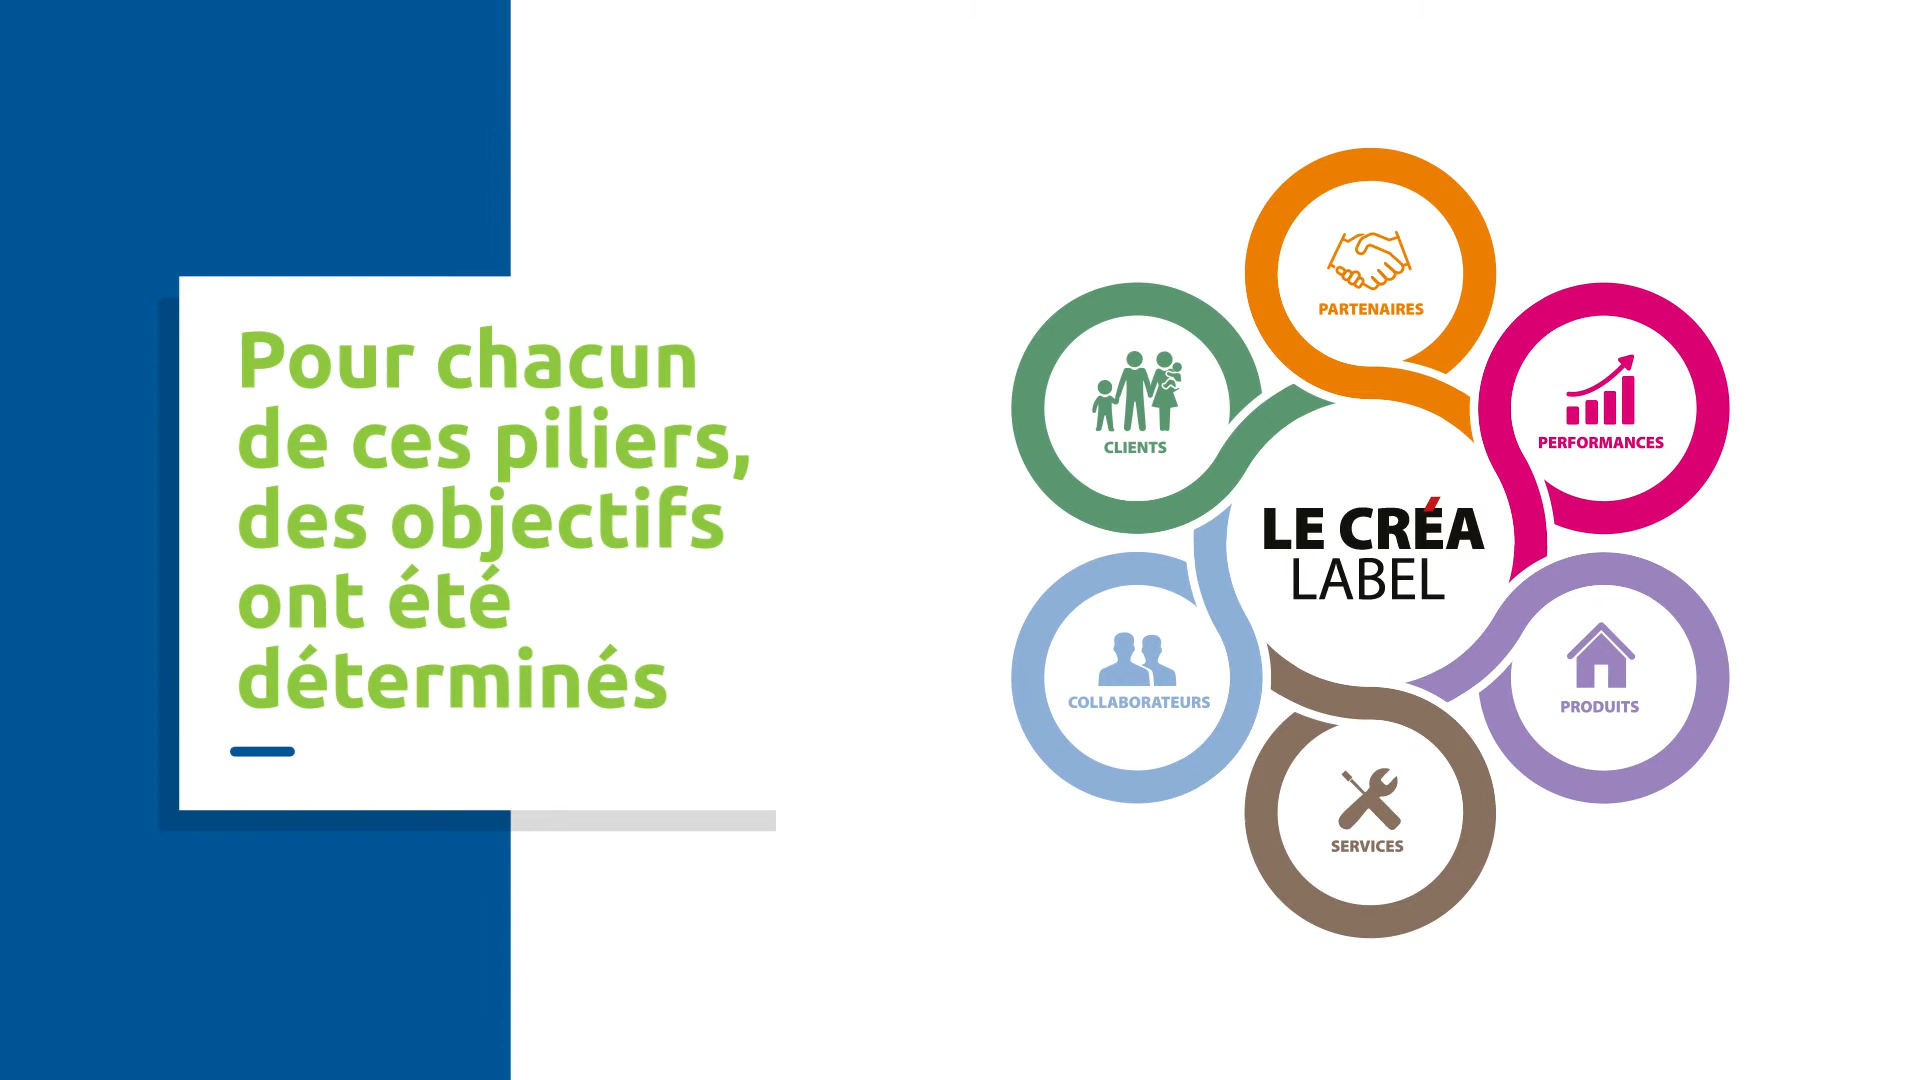 Pour chacun
de ces piliers,
des objectifs
ont été
déterminés
PARTENAIRES
CLIENTS
PERFORMANCES
LE CRÉA
LABEL
COLLABORATEURS
PRODUITS
SERVICES